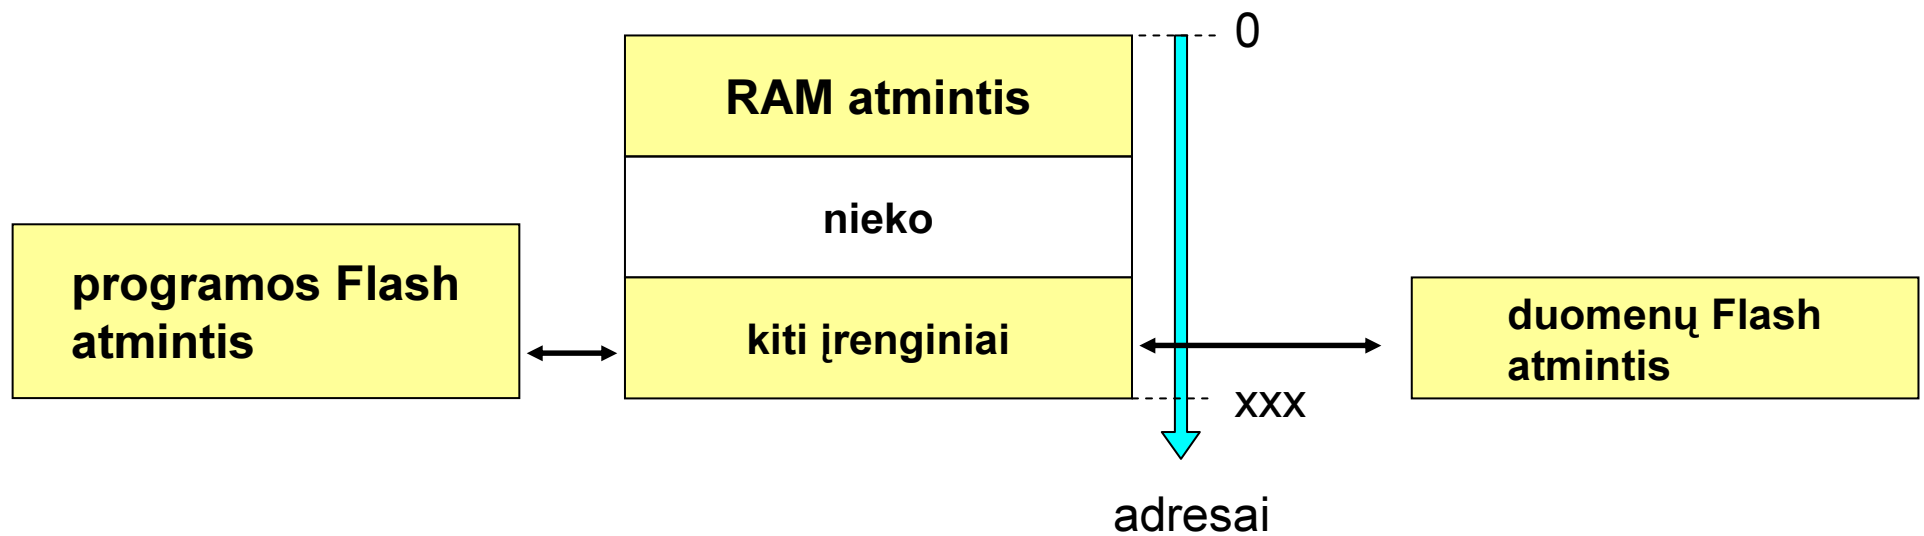 0
RAM atmintis
nieko
programos Flash
atmintis
kiti įrenginiai
duomenų Flash
atmintis
xxx
adresai